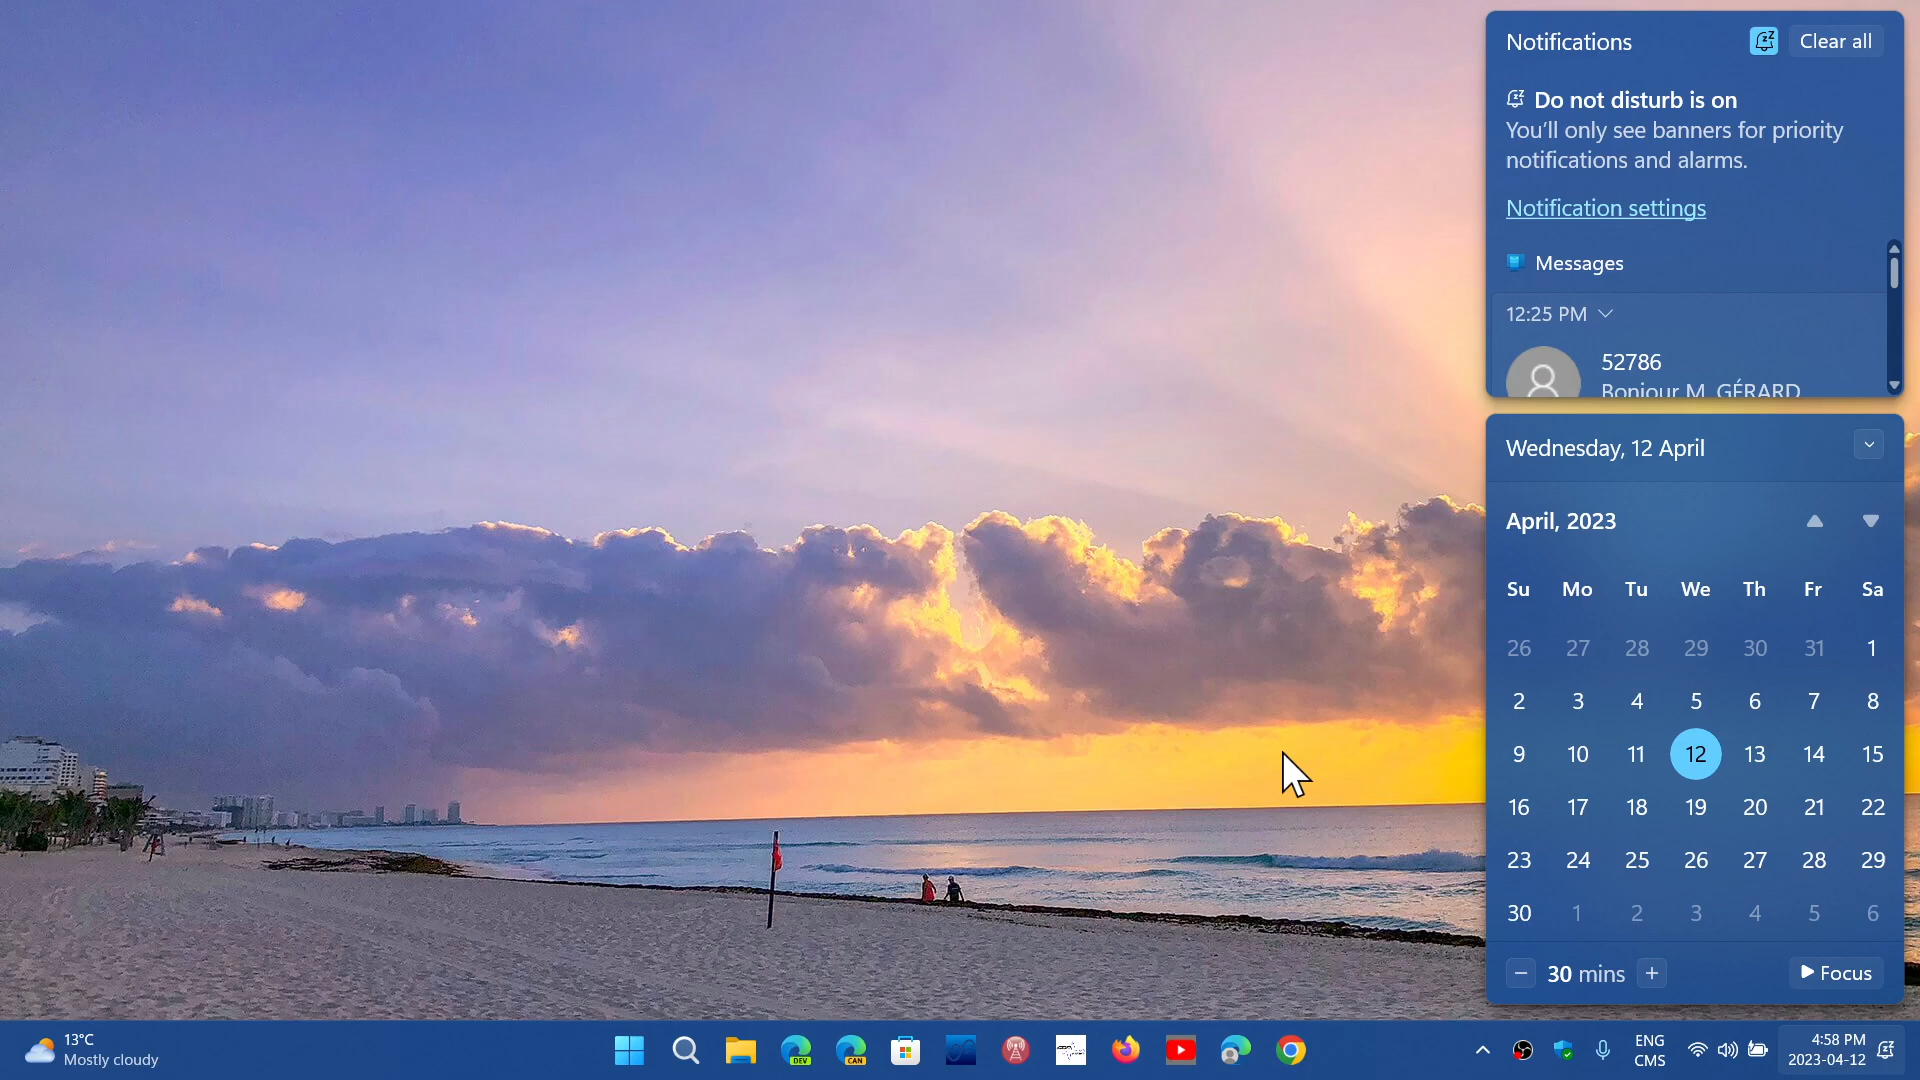 Notifications
Clear all
Do not disturb is on
You'll only see banners for priority
notifications and alarms.
Notification settings
Messages
12:25 PM
52786
Bonjour M. GÉRARD
Wednesday, 12 April
April, 2023
Su Mo Tu We Th Fr Sa
26 27 28 29 30 31 1
2 3 4 5 6 7 8
9 10 11 12 13 14 15
16 17 18 19 20 21 22
23 24 25 26 27 28 29
30 1 2 3 4 5 6
30 mins
Focus
13°C
Mostly cloudy
DEV
CAN
ENG
CMS
4:58 PM
2023-04-12